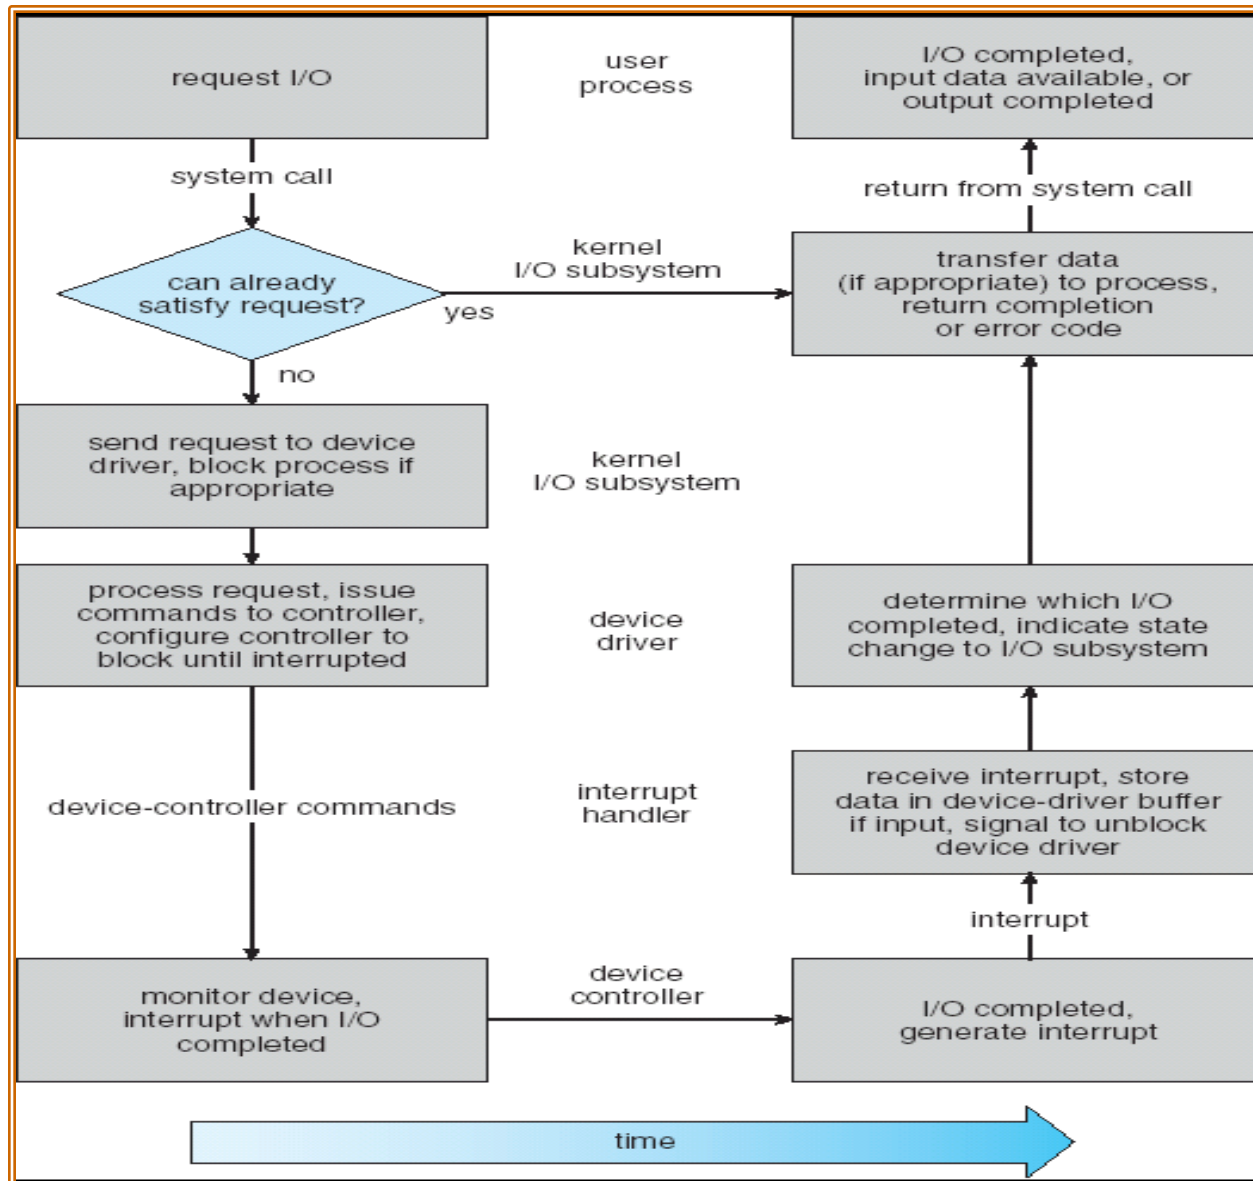 request I/O
user
process
I/O completed,
input data available, or
output completed
system call
return from system call
can already
satisfy request?
kernel
I/O subsystem
yes
transfer data
(if appropriate) to process,
return completion
or error code
no
send request to device
driver, block process if
appropriate
kernel
I/O subsystem
process request, issue
commands to controller,
configure controller to
block until interrupted
device
driver
determine which I/O
completed, indicate state
change to I/O subsystem
device-controller commands
interrupt
handler
receive interrupt, store
data in device-driver buffer
if input, signal to unblock
device driver
interrupt
monitor device,
interrupt when I/O
completed
device
controller
I/O completed,
generate interrupt
time